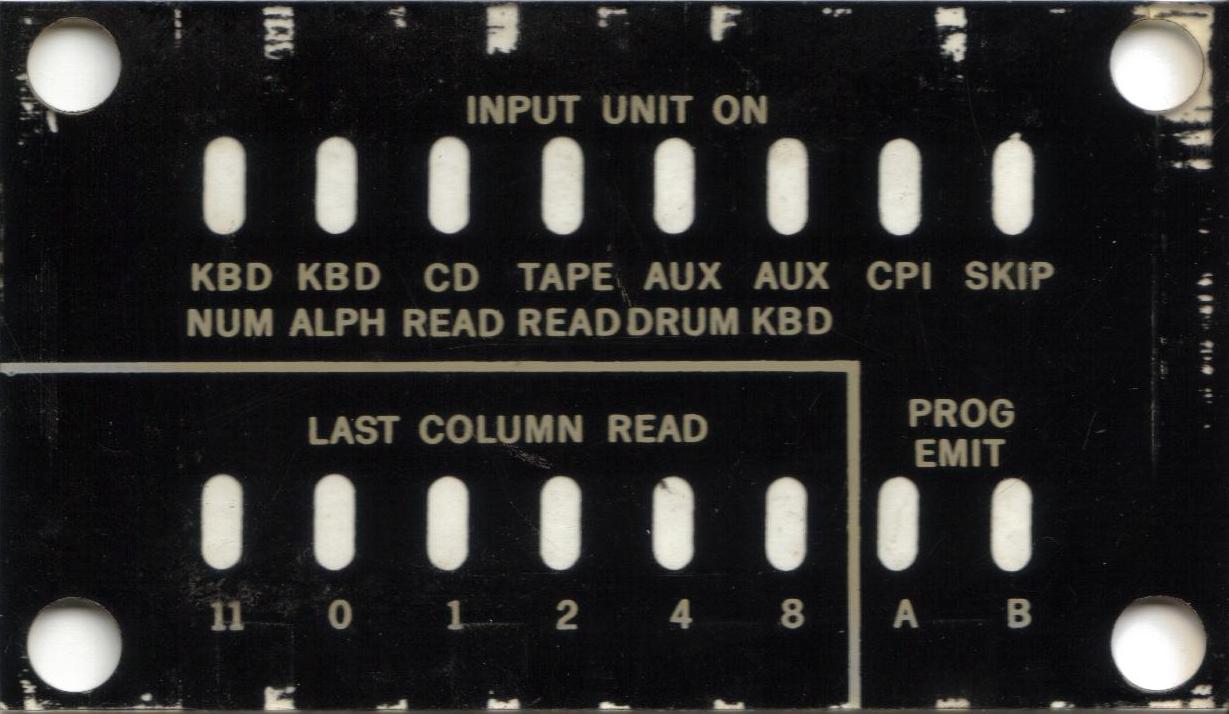 INPUT UNIT ON
KBD KBD CD TAPE AUX AUX CPI SKIP
NUM ALPH READ READ DRUM KBD
LAST COLUMN READ
PROG
EMIT
11 0 1 2 4 8 A B